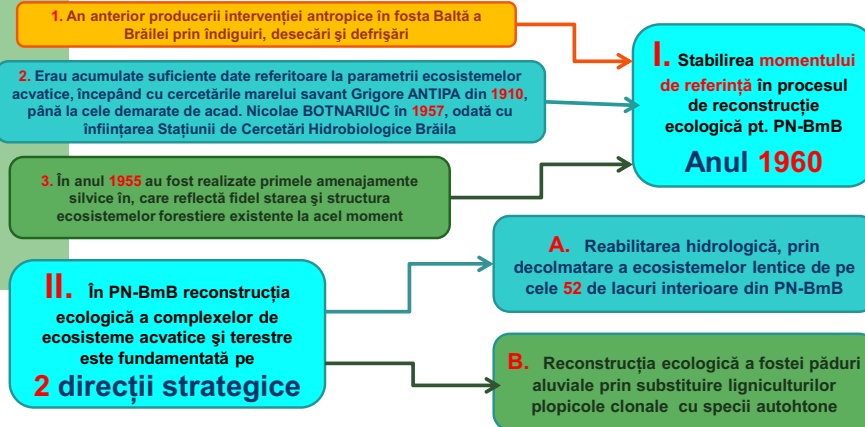 1. An anterior producerii intervenției antropice în fosta Baltă a
Brăilei prin îndiguiri, desecări şi defrişări
2. Erau acumulate suficiente date referitoare la parametrii ecosistemelor
acvatice, începând cu cercetările marelui savant Grigore ANTIPA din 1910,
până la cele demarate de acad. Nicolae BOTNARIUC în 1957, odată cu
înființarea Stațiunii de Cercetări Hidrobiologice Brăila
3. În anul 1955 au fost realizate primele amenajamente
silvice în, care reflectă fidel starea şi structura
ecosistemelor forestiere existente la acel moment
I. Stabilirea momentului
de referință în procesul
de reconstrucție
ecologică pt. PN-BmB
Anul 1960
II. În PN-BmB reconstrucția
ecologică a complexelor de
ecosisteme acvatice şi terestre
este fundamentată pe
2 direcții strategice
A. Reabilitarea hidrologică, prin
decolmatare a ecosistemelor lentice de pe
cele 52 de lacuri interioare din PN-BmB
B. Reconstrucția ecologică a fostei păduri
aluviale prin substituire ligniculturilor
plopicole clonale cu specii autohtone